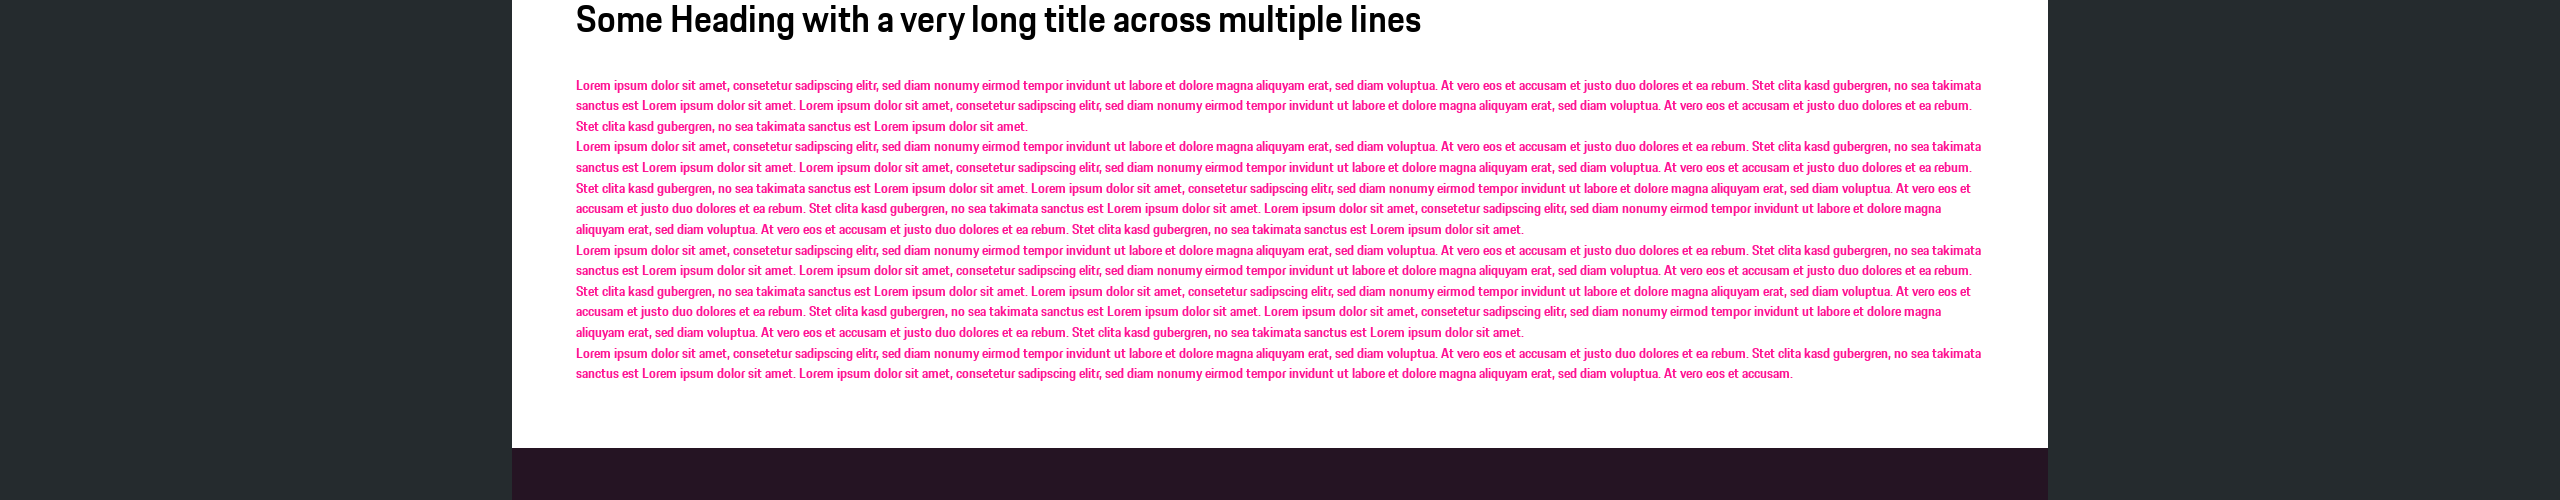 Some Heading with a very long title across multiple lines
Lorem ipsum dolor sit amet, consetetur sadipscing elitr, sed diam nonumy eirmod tempor invidunt ut labore et dolore magna aliquyam erat, sed diam voluptua. At vero eos et accusam et justo duo dolores et ea rebum. Stet clita kasd gubergren, no sea takimata
sanctus est Lorem ipsum dolor sit amet. Lorem ipsum dolor sit amet, consetetur sadipscing elitr, sed diam nonumy eirmod tempor invidunt ut labore et dolore magna aliquyam erat, sed diam voluptua. At vero eos et accusam et justo duo dolores et ea rebum.
Stet clita kasd gubergren, no sea takimata sanctus est Lorem ipsum dolor sit amet.
Lorem ipsum dolor sit amet, consetetur sadipscing elitr, sed diam nonumy eirmod tempor invidunt ut labore et dolore magna aliquyam erat, sed diam voluptua. At vero eos et accusam et justo duo dolores et ea rebum. Stet clita kasd gubergren, no sea takimata
sanctus est Lorem ipsum dolor sit amet. Lorem ipsum dolor sit amet, consetetur sadipscing elitr, sed diam nonumy eirmod tempor invidunt ut labore et dolore magna aliquyam erat, sed diam voluptua. At vero eos et accusam et justo duo dolores et ea rebum.
Stet clita kasd gubergren, no sea takimata sanctus est Lorem ipsum dolor sit amet. Lorem ipsum dolor sit amet, consetetur sadipscing elitr, sed diam nonumy eirmod tempor invidunt ut labore et dolore magna aliquyam erat, sed diam voluptua. At vero eos et
accusam et justo duo dolores et ea rebum. Stet clita kasd gubergren, no sea takimata sanctus est Lorem ipsum dolor sit amet. Lorem ipsum dolor sit amet, consetetur sadipscing elitr, sed diam nonumy eirmod tempor invidunt ut labore et dolore magna
aliquyam erat, sed diam voluptua. At vero eos et accusam et justo duo dolores et ea rebum. Stet clita kasd gubergren, no sea takimata sanctus est Lorem ipsum dolor sit amet.
Lorem ipsum dolor sit amet, consetetur sadipscing elitr, sed diam nonumy eirmod tempor invidunt ut labore et dolore magna aliquyam erat, sed diam voluptua. At vero eos et accusam et justo duo dolores et ea rebum. Stet clita kasd gubergren, no sea takimata
sanctus est Lorem ipsum dolor sit amet. Lorem ipsum dolor sit amet, consetetur sadipscing elitr, sed diam nonumy eirmod tempor invidunt ut labore et dolore magna aliquyam erat, sed diam voluptua. At vero eos et accusam et justo duo dolores et ea rebum.
Stet clita kasd gubergren, no sea takimata sanctus est Lorem ipsum dolor sit amet. Lorem ipsum dolor sit amet, consetetur sadipscing elitr, sed diam nonumy eirmod tempor invidunt ut labore et dolore magna aliquyam erat, sed diam voluptua. At vero eos et
accusam et justo duo dolores et ea rebum. Stet clita kasd gubergren, no sea takimata sanctus est Lorem ipsum dolor sit amet. Lorem ipsum dolor sit amet, consetetur sadipscing elitr, sed diam nonumy eirmod tempor invidunt ut labore et dolore magna
aliquyam erat, sed diam voluptua. At vero eos et accusam et justo duo dolores et ea rebum. Stet clita kasd gubergren, no sea takimata sanctus est Lorem ipsum dolor sit amet.
Lorem ipsum dolor sit amet, consetetur sadipscing elitr, sed diam nonumy eirmod tempor invidunt ut labore et dolore magna aliquyam erat, sed diam voluptua. At vero eos et accusam et justo duo dolores et ea rebum. Stet clita kasd gubergren, no sea takimata
sanctus est Lorem ipsum dolor sit amet. Lorem ipsum dolor sit amet, consetetur sadipscing elitr, sed diam nonumy eirmod tempor invidunt ut labore et dolore magna aliquyam erat, sed diam voluptua. At vero eos et accusam.